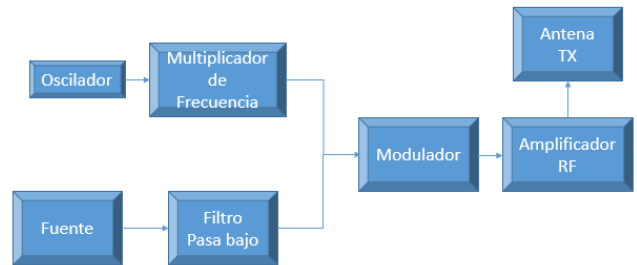 Oscilador
Multiplicador
de
Frecuencia
Antena
TX
Modulador
Amplificador
RF
Fuente
Filtro
Pasa bajo